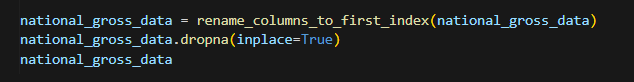 national_gross_data = rename_columns_to_first_index(national_gross_data)
national_gross_data.dropna(inplace=True)
national_gross_data